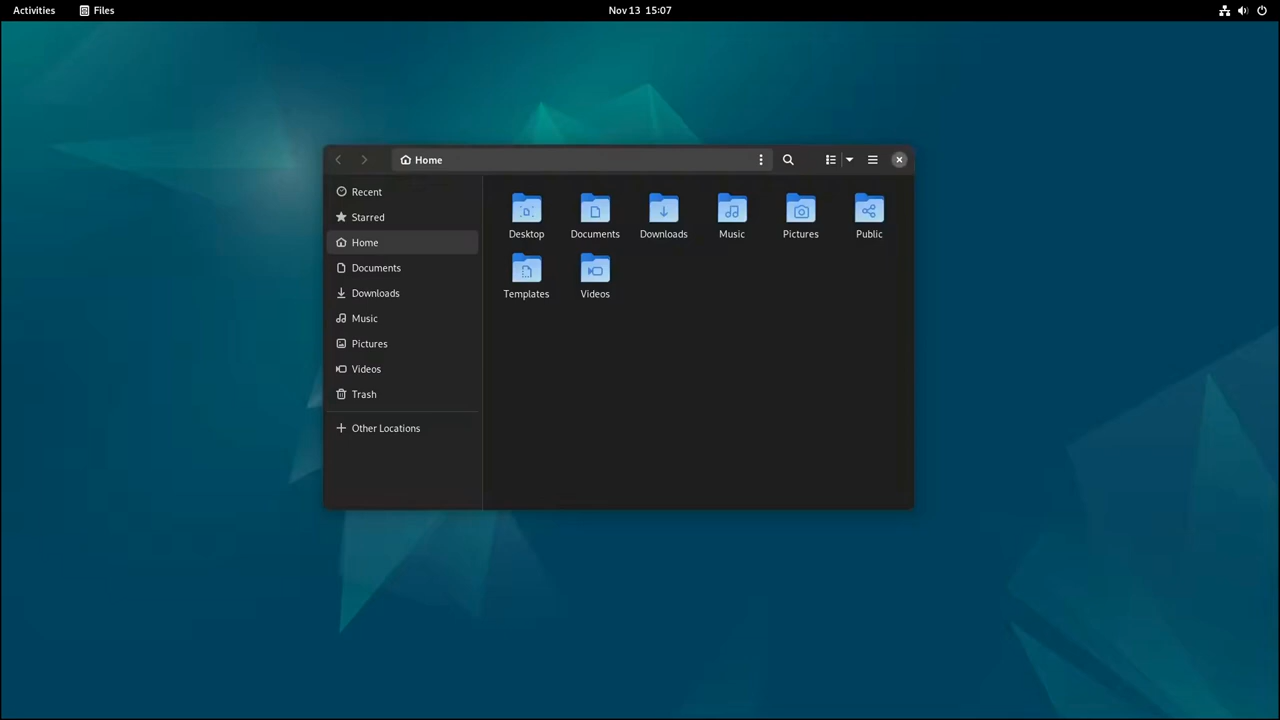 Activities Files Nov 13 15:07
Home
Recent
Starred
Home
Documents
Downloads
Music
Pictures
Videos
Trash
Other Locations
Desktop Documents Downloads Music Pictures Public
Templates Videos